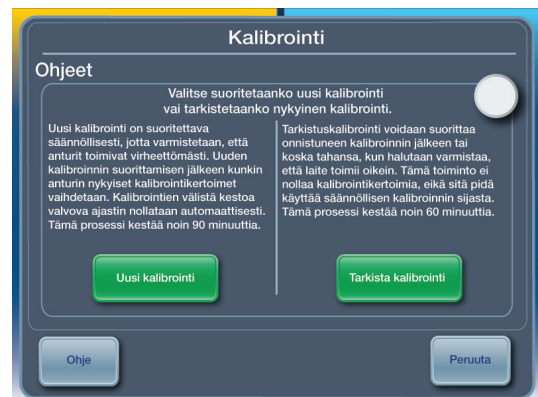 Kalibrointi
Ohjeet
Valitse suoritetaanko uusi kalibrointi
vai tarkistetaanko nykyinen kalibrointi.
Uusi kalibrointi on suoritettava
säännöllisesti, jotta varmistetaan, että
anturit toimivat virheettömästi. Uuden
kalibroinnin suorittamisen jälkeen kunkin
anturin nykyiset kalibrointikertoimet
vaihdetaan. Kalibrointien välistä kestoa
valvova ajastin nollataan automaattisesti.
Tämä prosessi kestää noin 90 minuuttia.
Tarkistuskalibrointi voidaan suorittaa
onnistuneen kalibroinnin jälkeen tai
koska tahansa, kun halutaan varmistaa,
että laite toimii oikein. Tämä toiminto ei
nollaa kalibrointikertoimia, eikä sitä pidä
käyttää säännöllisen kalibroinnin sijasta.
Tämä prosessi kestää noin 60 minuuttia.
Uusi kalibrointi
Tarkista kalibrointi
Ohje
Peruuta